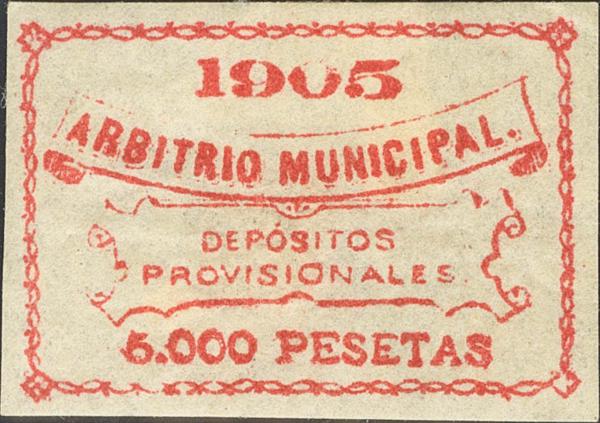 1905
ARBITRIO MUNICIPAL.
DEPÓSITOS
PROVISIONALES.
5.000 PESETAS